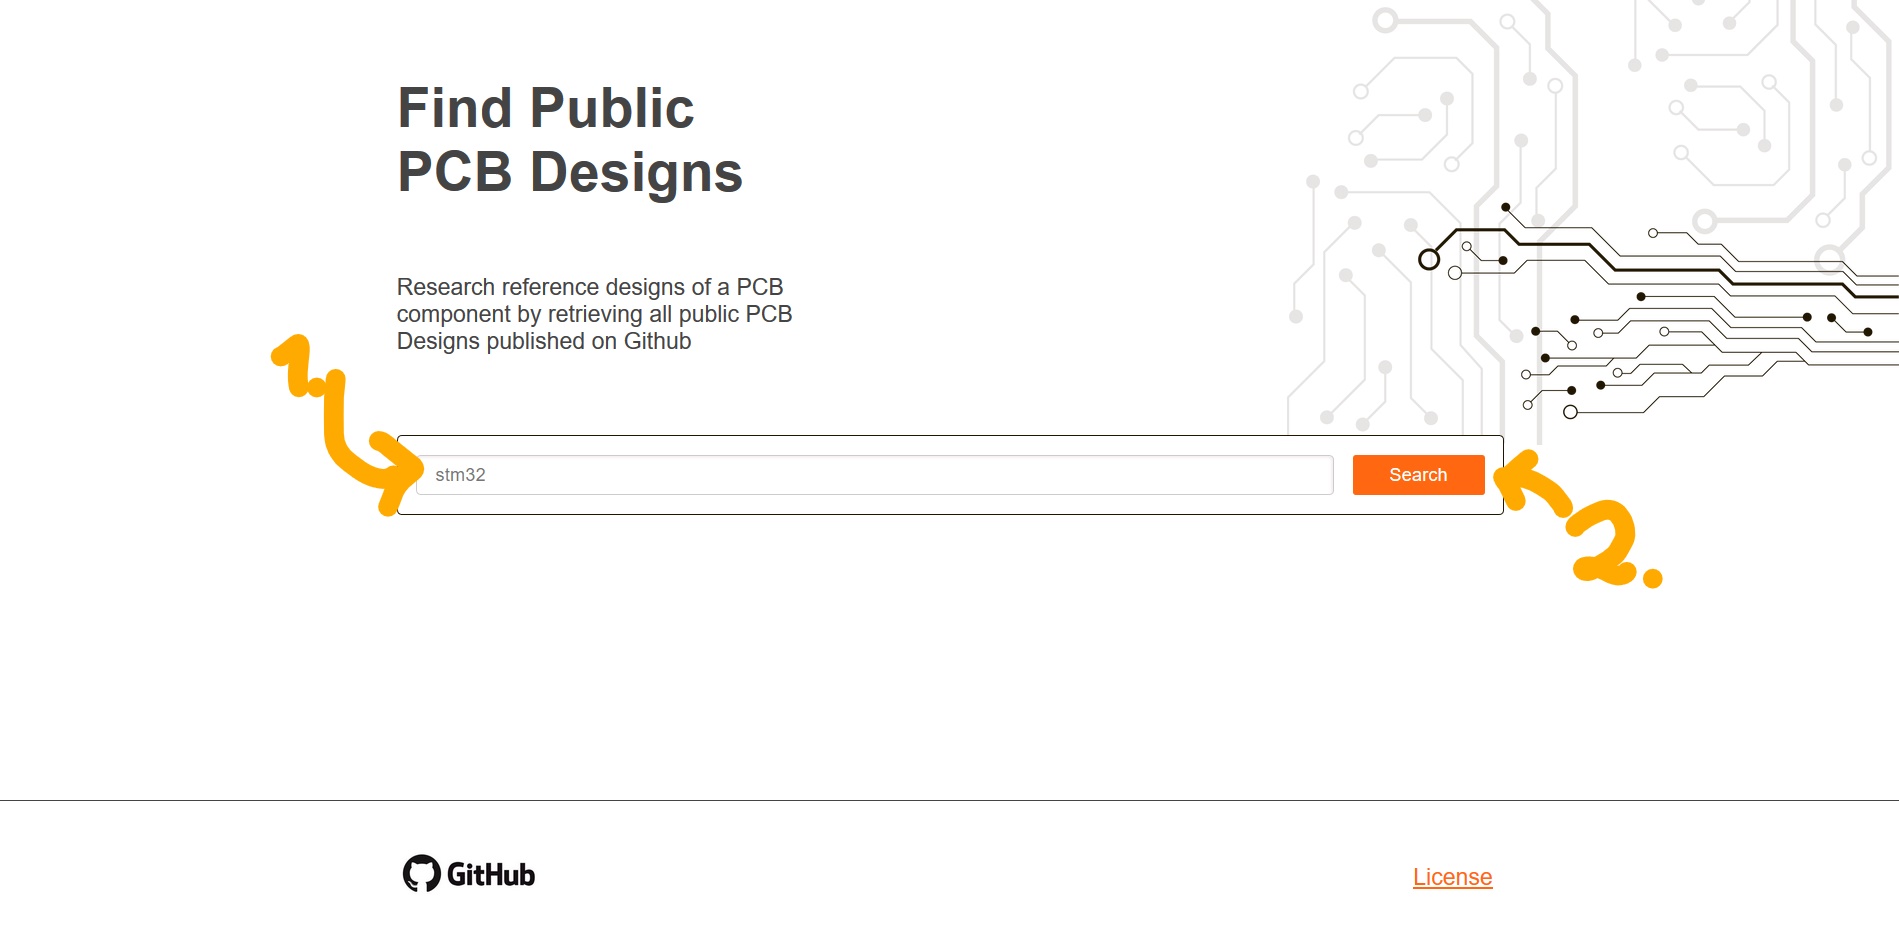 Find Public
PCB Designs
Research reference designs of a PCB
component by retrieving all public PCB
Designs published on Github
1.
stm32
Search
2.
GitHub
License